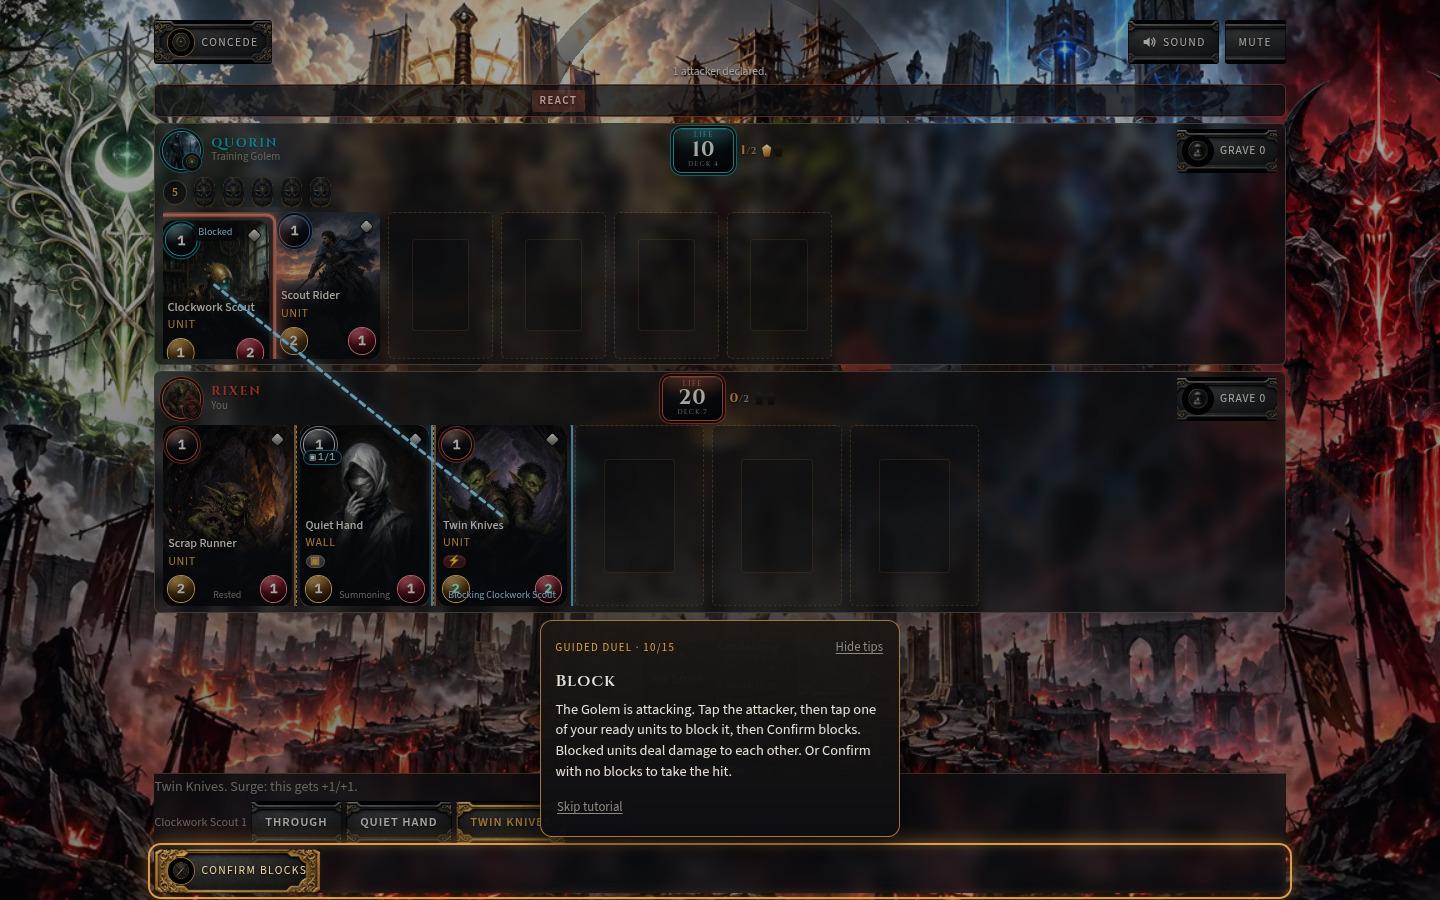 CONCEDE
SOUND
MUTE
1 attacker declared.
REACT
QUORIN
Training Golem
LIFE
10
DECK 4
1/2
GRAVE 0
5
1
Blocked
Clockwork Scout
UNIT
1
2
1
Scout Rider
UNIT
2
1
RIXEN
You
LIFE
20
DECK 7
0/2
GRAVE 0
1
Scrap Runner
UNIT
2
Rested
1
1
1/1
Quiet Hand
WALL
1
Summoning
1
1
Twin Knives
UNIT
2
Blocking Clockwork Scout
2
GUIDED DUEL · 10/15
Hide tips
BLOCK
The Golem is attacking. Tap the attacker, then tap one
of your ready units to block it, then Confirm blocks.
Blocked units deal damage to each other. Or Confirm
with no blocks to take the hit.
Skip tutorial
Twin Knives. Surge: this gets +1/+1.
Clockwork Scout 1
THROUGH
QUIET HAND
TWIN KNIVE
CONFIRM BLOCKS